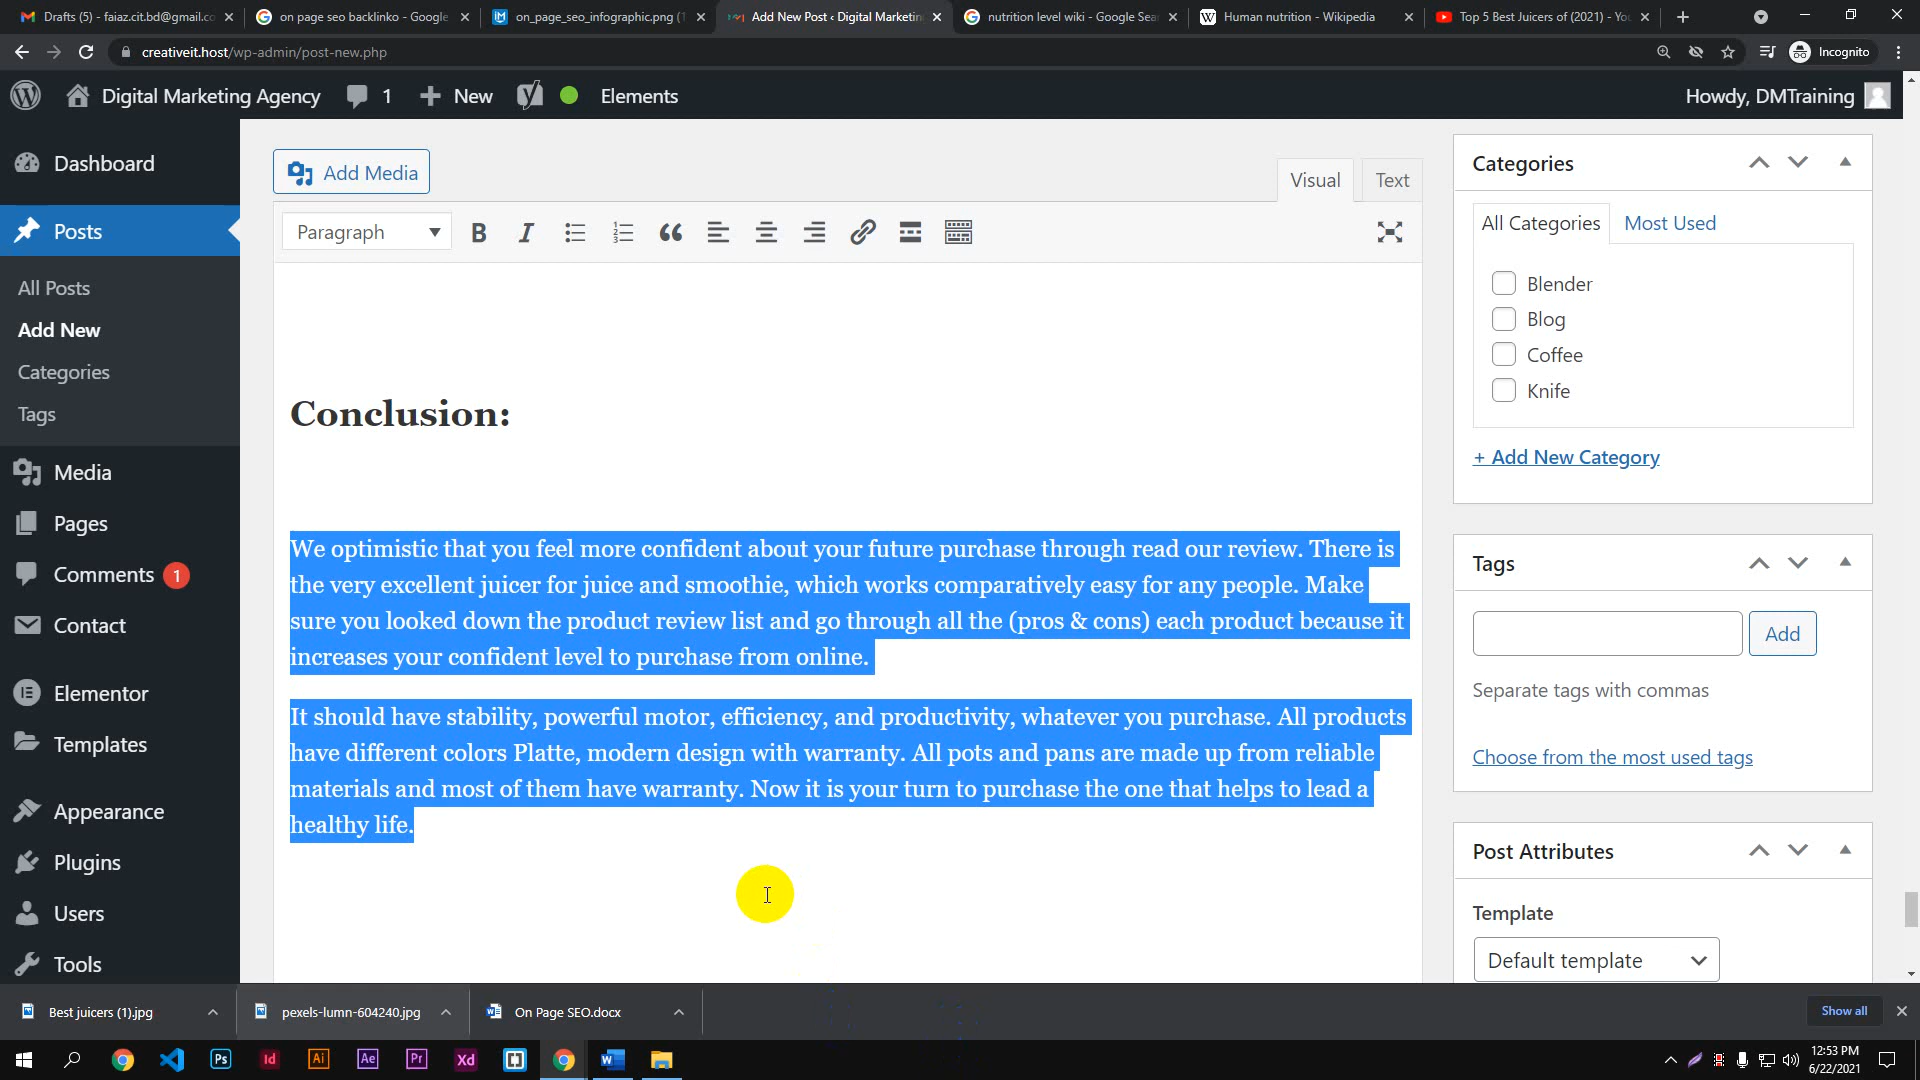 Drafts (5) - faiaz.cit.bd@gmail.co
on page seo backlinko - Google
on_page_seo_infographic.png (1
Add New Post ‹ Digital Marketin
nutrition level wiki - Google Sea
Human nutrition - Wikipedia
Top 5 Best Juicers of (2021) - You
creativeit.host/wp-admin/post-new.php
Incognito
Digital Marketing Agency
1
New
Elements
Howdy, DMTraining
Dashboard
Posts
All Posts
Add New
Categories
Tags
Media
Pages
Comments 1
Contact
Elementor
Templates
Appearance
Plugins
Users
Tools
Add Media
Visual
Text
Paragraph
B
I
Conclusion:
We optimistic that you feel more confident about your future purchase through read our review. There is
the very excellent juicer for juice and smoothie, which works comparatively easy for any people. Make
sure you looked down the product review list and go through all the (pros & cons) each product because it
increases your confident level to purchase from online.
It should have stability, powerful motor, efficiency, and productivity, whatever you purchase. All products
have different colors Platte, modern design with warranty. All pots and pans are made up from reliable
materials and most of them have warranty. Now it is your turn to purchase the one that helps to lead a
healthy life.
Categories
All Categories
Most Used
Blender
Blog
Coffee
Knife
+ Add New Category
Tags
Add
Separate tags with commas
Choose from the most used tags
Post Attributes
Template
Default template
Best juicers (1).jpg
pexels-lumn-604240.jpg
On Page SEO.docx
Show all
Ps
Id
Ai
Ae
Pr
Xd
12:53 PM
6/22/2021